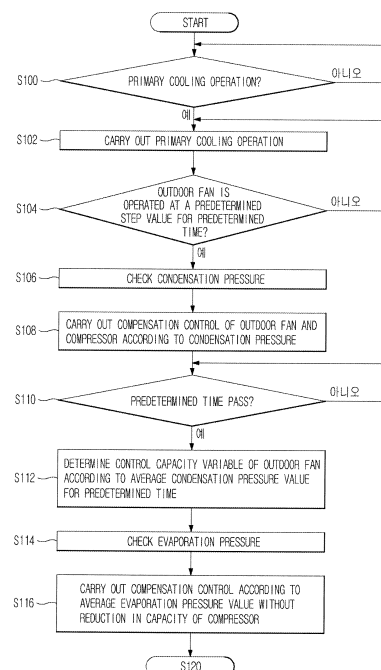 START
S100
PRIMARY COOLING OPERATION?
아니오
예
S102
CARRY OUT PRIMARY COOLING OPERATION
S104
OUTDOOR FAN IS
OPERATED AT A PREDETERMINED
STEP VALUE FOR PREDETERMINED
TIME?
아니오
예
S106
CHECK CONDENSATION PRESSURE
S108
CARRY OUT COMPENSATION CONTROL OF OUTDOOR FAN AND
COMPRESSOR ACCORDING TO CONDENSATION PRESSURE
S110
PREDETERMINED TIME PASS?
아니오
예
S112
DETERMINE CONTROL CAPACITY VARIABLE OF OUTDOOR FAN
ACCORDING TO AVERAGE CONDENSATION PRESSURE VALUE
FOR PREDETERMINED TIME
S114
CHECK EVAPORATION PRESSURE
S116
CARRY OUT COMPENSATION CONTROL ACCORDING TO
AVERAGE EVAPORATION PRESSURE VALUE WITHOUT
REDUCTION IN CAPACITY OF COMPRESSOR
S120